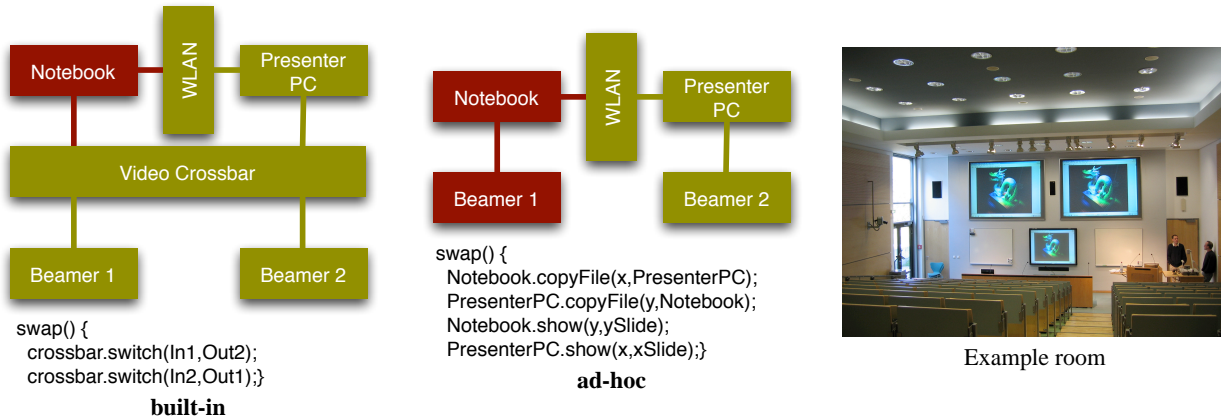 Notebook
WLAN
Presenter
PC
Video Crossbar
Beamer 1
Beamer 2
swap() {
crossbar.switch(In1,Out2);
crossbar.switch(In2,Out1);}
built-in
Notebook
WLAN
Presenter
PC
Beamer 1
Beamer 2
swap() {
Notebook.copyFile(x,PresenterPC);
PresenterPC.copyFile(y,Notebook);
Notebook.show(y,ySlide);
PresenterPC.show(x,xSlide);}
ad-hoc
Example room